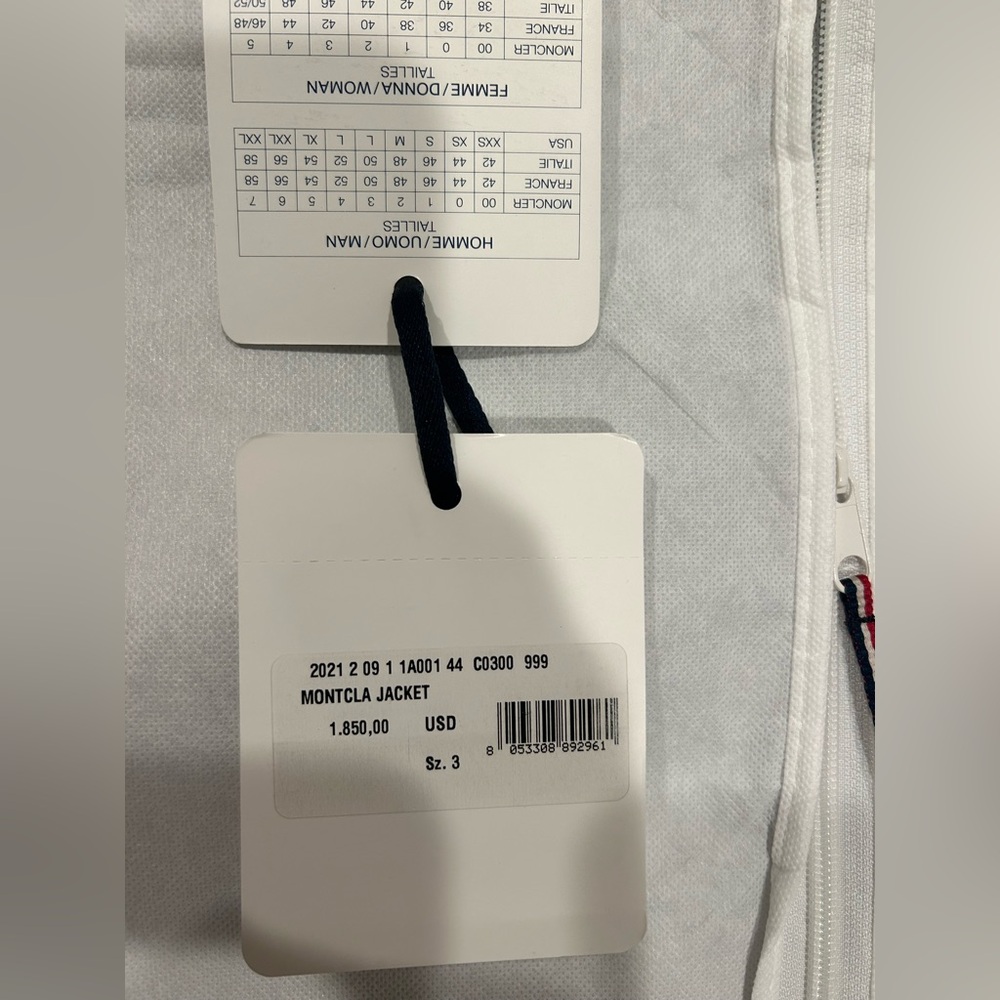 HOMME/UOMO/MAN
TAILLES
MONCLER 00 0 1 2 3 4 5 6 7
FRANCE 42 44 46 48 50 52 54 56 58
ITALIE 42 44 46 48 50 52 54 56 58
USA XXS XS S M L L XL XXL XXL
FEMME/DONNA/WOMAN
TAILLES
MONCLER 00 0 1 2 3 4 5
FRANCE 34 36 38 40 42 44 46/48
ITALIE 38 40 42 44 46 48 50/52
2021 2 09 1 1A001 44 C0300 999
MONTCLA JACKET
1.850,00 USD
Sz. 3
8 053308 892961